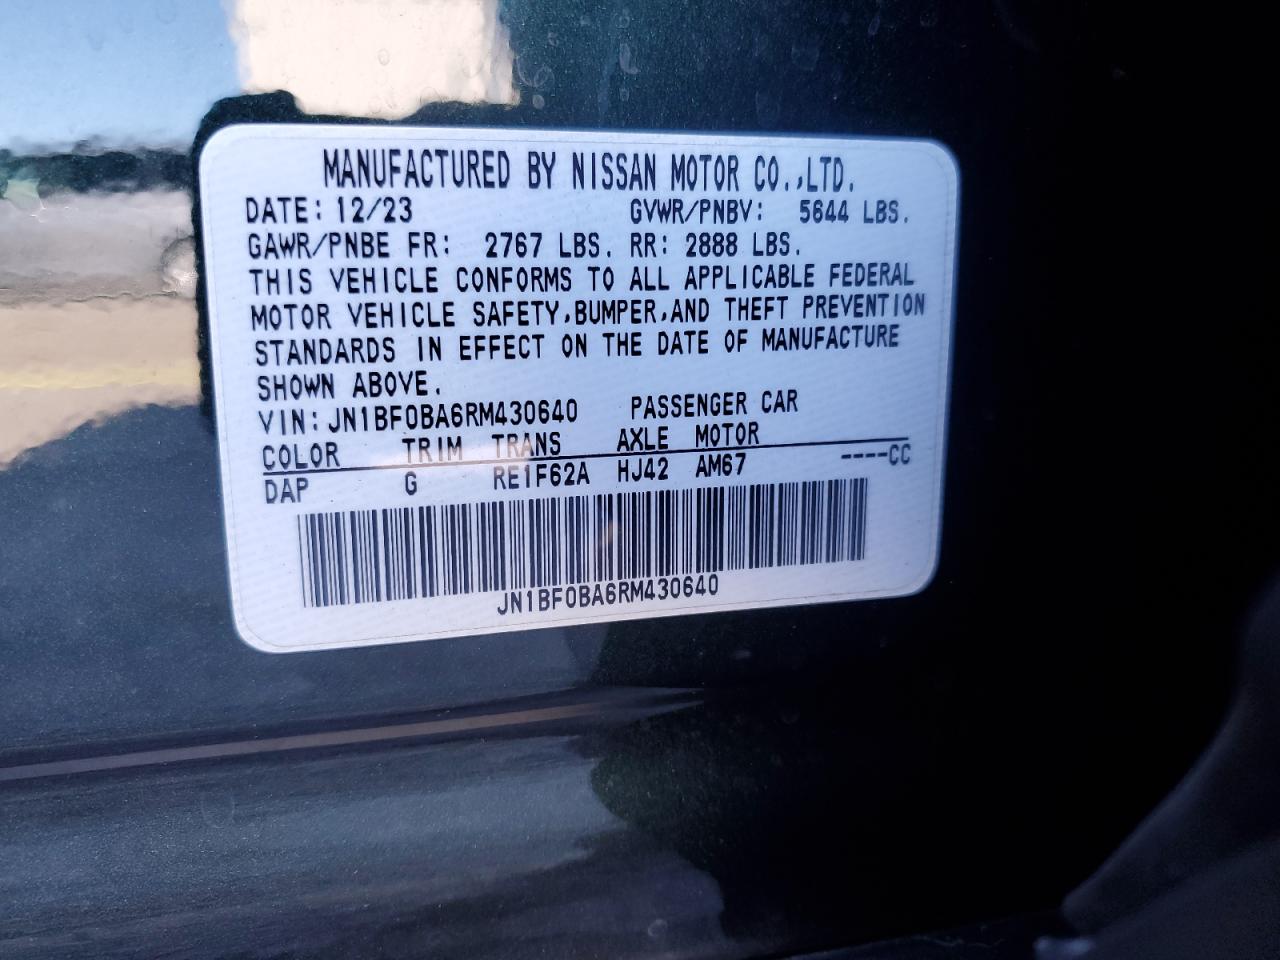 MANUFACTURED BY NISSAN MOTOR CO.,LTD.
DATE: 12/23 GVWR/PNBV: 5644 LBS.
GAWR/PNBE FR: 2767 LBS. RR: 2888 LBS.
THIS VEHICLE CONFORMS TO ALL APPLICABLE FEDERAL
MOTOR VEHICLE SAFETY,BUMPER,AND THEFT PREVENTION
STANDARDS IN EFFECT ON THE DATE OF MANUFACTURE
SHOWN ABOVE.
VIN:JN1BF0BA6RM430640 PASSENGER CAR
COLOR TRIM TRANS AXLE MOTOR
DAP G RE1F62A HJ42 AM67 ----CC
JN1BF0BA6RM430640